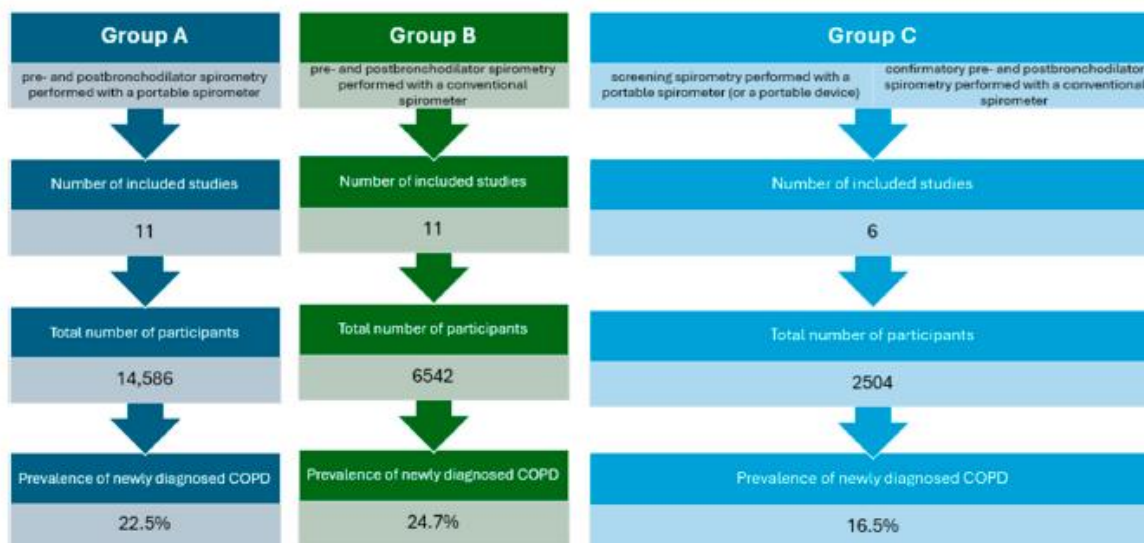 Group A
pre- and postbronchodilator spirometry
performed with a portable spirometer
Number of included studies
11
Total number of participants
14,586
Prevalence of newly diagnosed COPD
22.5%
Group B
pre- and postbronchodilator spirometry
performed with a conventional
spirometer
Number of included studies
11
Total number of participants
6542
Prevalence of newly diagnosed COPD
24.7%
Group C
screening spirometry performed with a
portable spirometer (or a portable device)
confirmatory pre- and postbronchodilator
spirometry performed with a conventional
spirometer
Number of included studies
6
Total number of participants
2504
Prevalence of newly diagnosed COPD
16.5%